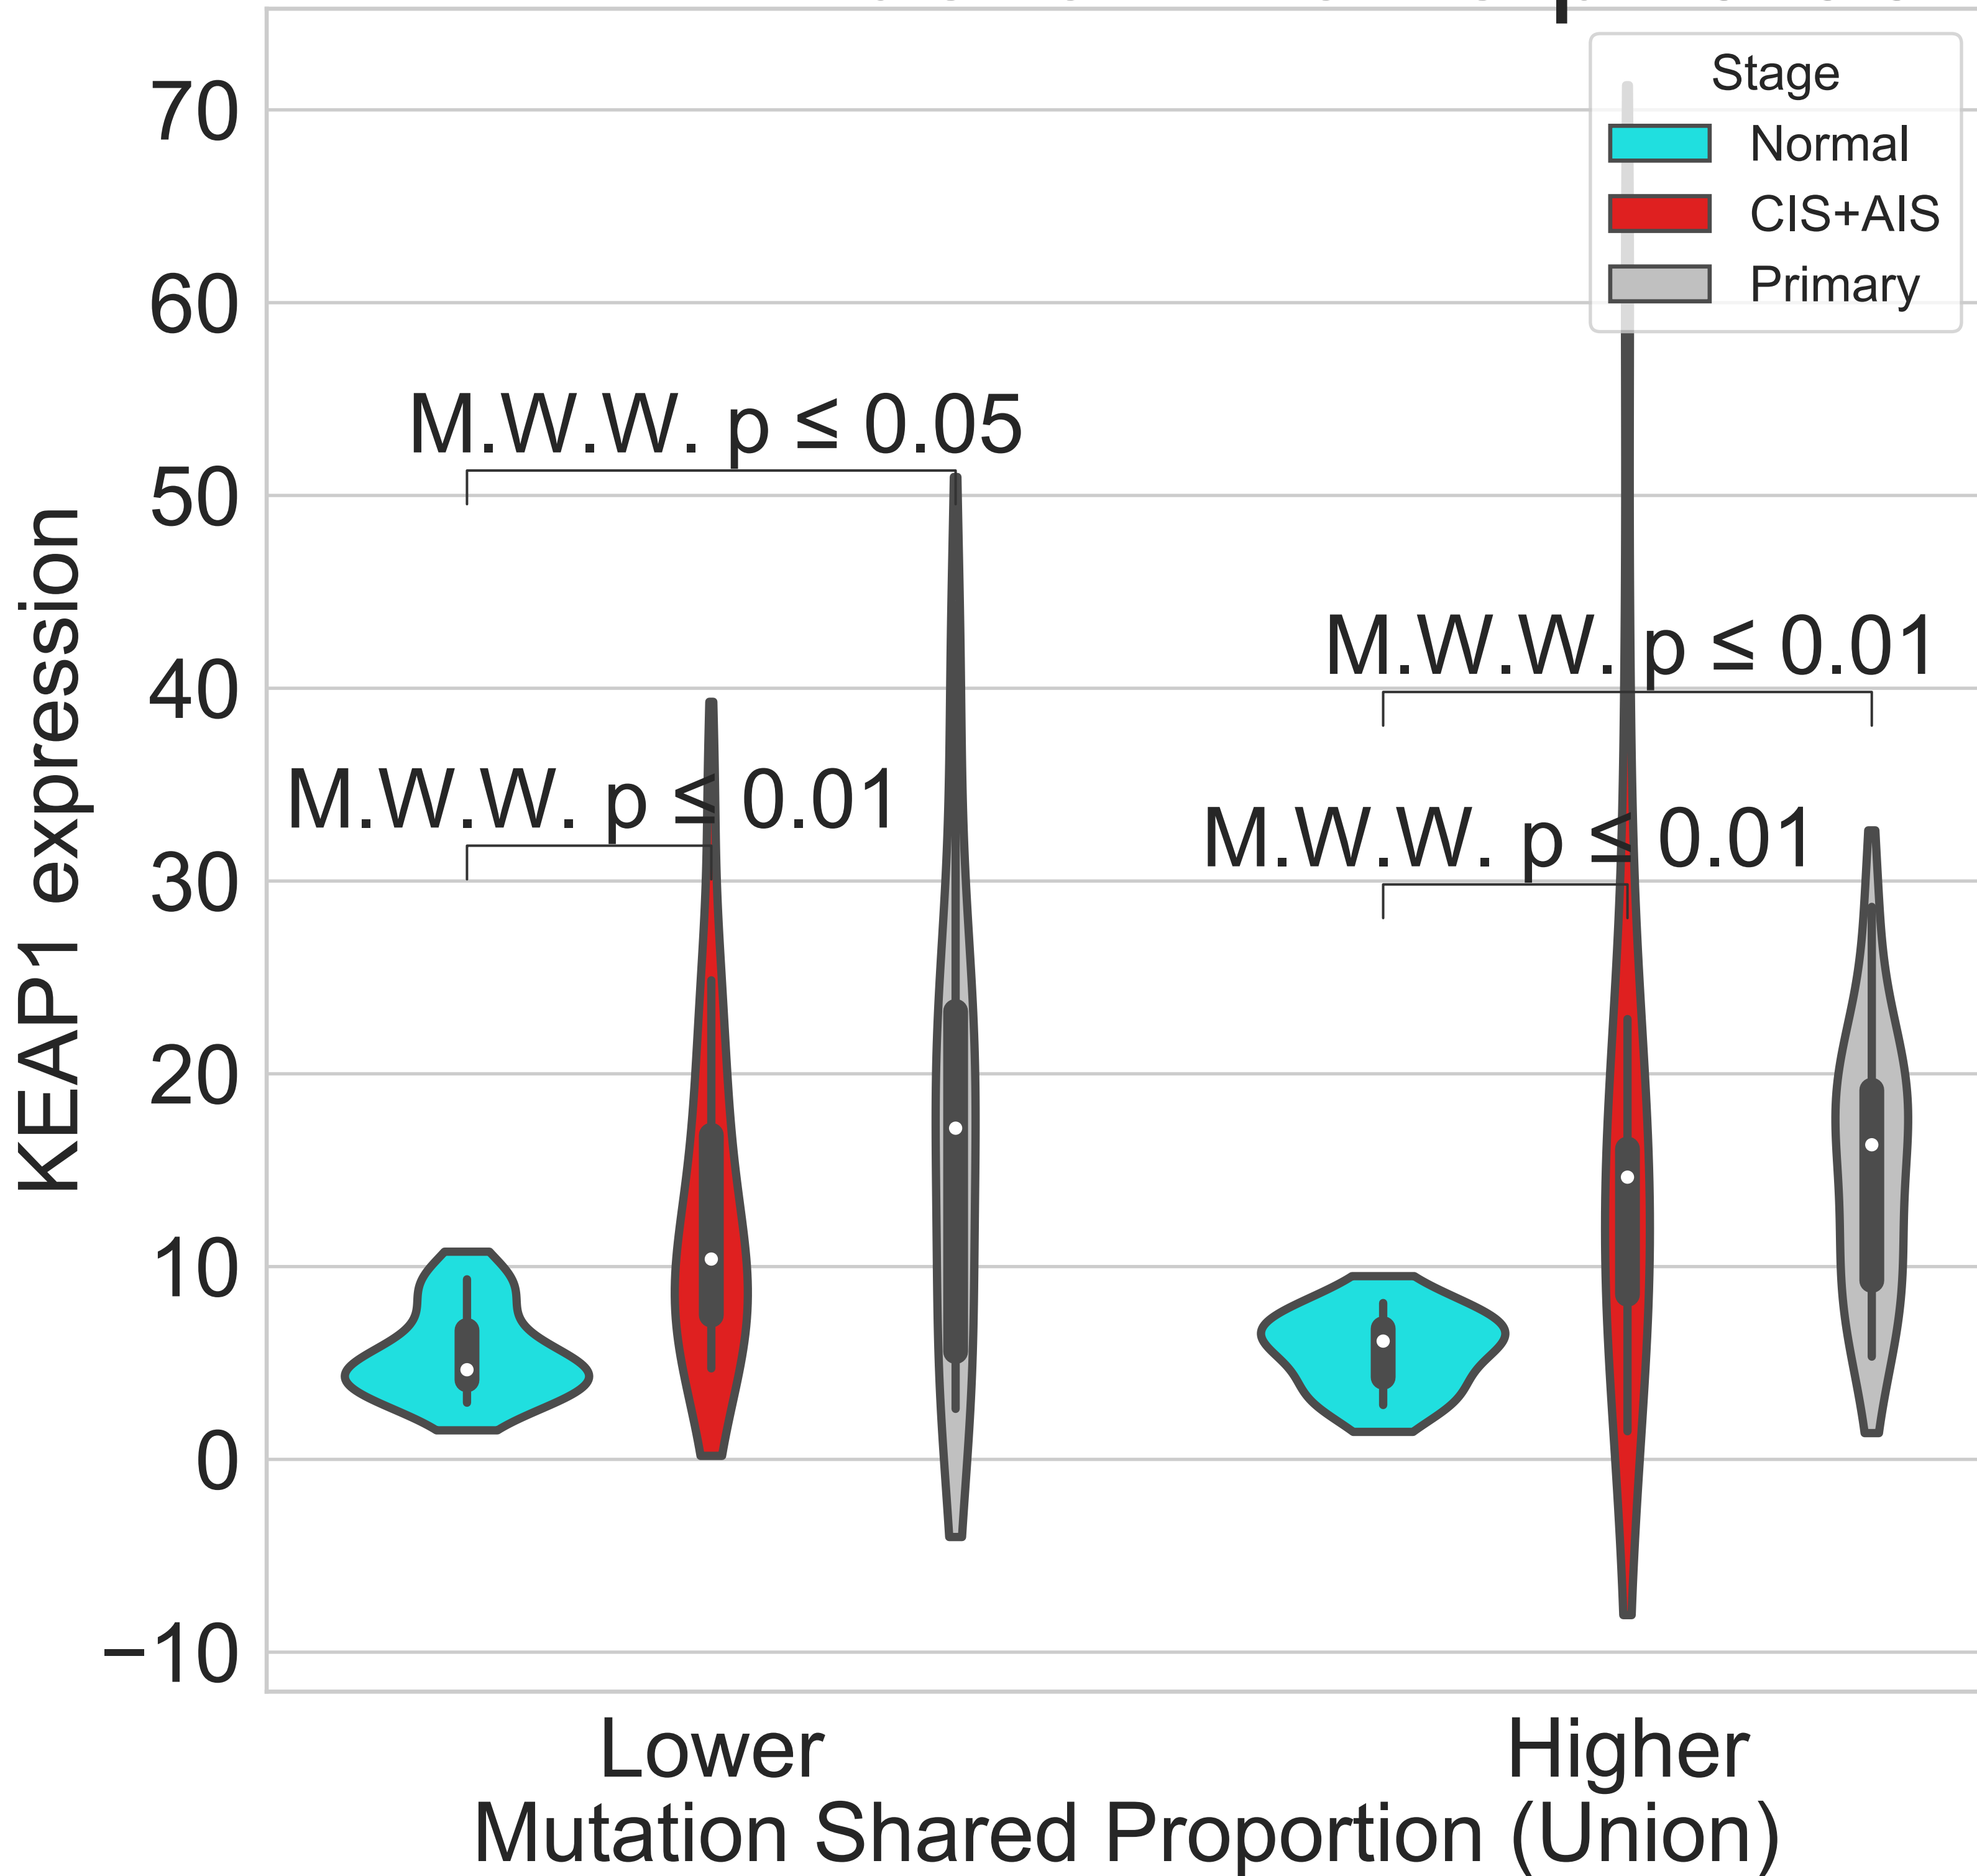 Stage
Normal
CIS+AIS
Primary
70
60
50
40
30
20
10
0
−10
KEAP1 expression
M.W.W. p ≤ 0.05
M.W.W. p ≤ 0.01
M.W.W. p ≤ 0.01
M.W.W. p ≤ 0.01
Lower
Higher
Mutation Shared Proportion (Union)